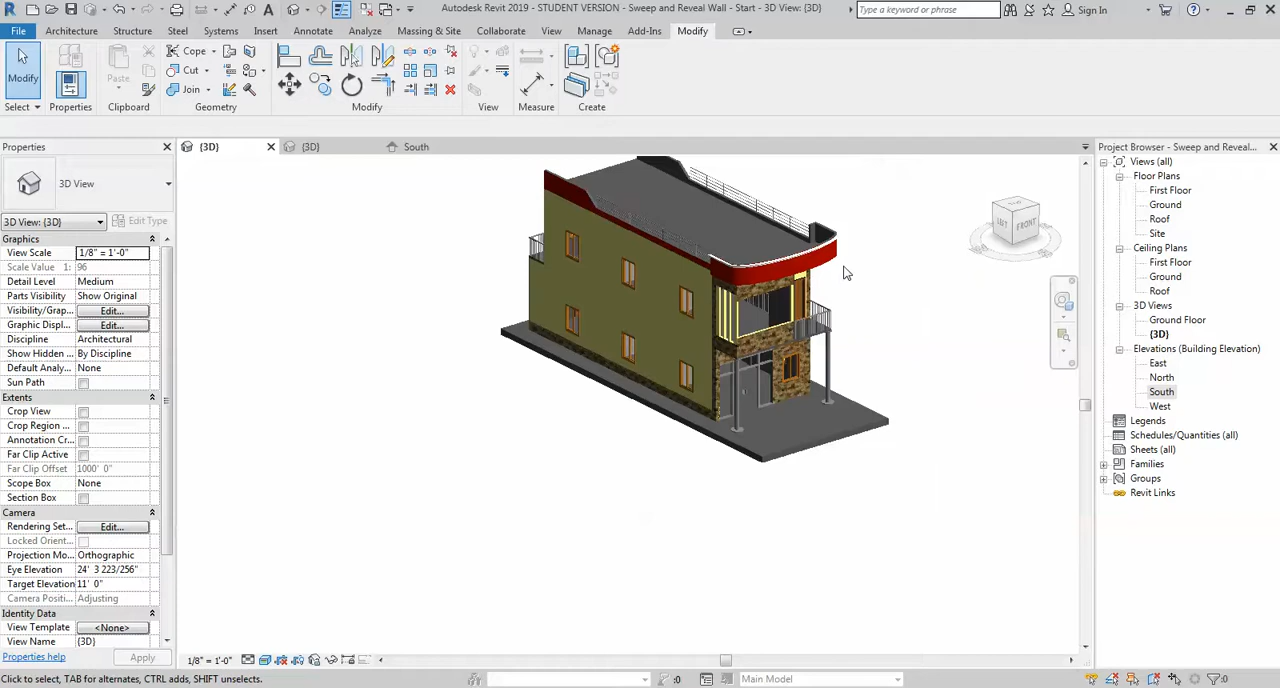 Autodesk Revit 2019 - STUDENT VERSION - Sweep and Reveal Wall - Start - 3D View: {3D}
Type a keyword or phrase
Sign In
File Architecture Structure Steel Systems Insert Annotate Analyze Massing & Site Collaborate View Manage Add-Ins Modify
Modify
Properties
Paste
Cope
Cut
Join
Select
Properties
Clipboard
Geometry
Modify
View
Measure
Create
Properties
{3D}
{3D}
South
Project Browser - Sweep and Reveal...
3D View
3D View: {3D}
Edit Type
Graphics
View Scale 1/8" = 1'-0"
Scale Value 1: 96
Detail Level Medium
Parts Visibility Show Original
Visibility/Grap... Edit...
Graphic Displ... Edit...
Discipline Architectural
Show Hidden ... By Discipline
Default Analy... None
Sun Path
Extents
Crop View
Crop Region ...
Annotation Cr...
Far Clip Active
Far Clip Offset 1000' 0"
Scope Box None
Section Box
Camera
Rendering Set... Edit...
Locked Orient...
Projection Mo... Orthographic
Eye Elevation 24' 3 223/256"
Target Elevation 11' 0"
Camera Positi... Adjusting
Identity Data
View Template <None>
View Name {3D}
Properties help
Apply
FRONT
Views (all)
Floor Plans
First Floor
Ground
Roof
Site
Ceiling Plans
First Floor
Ground
Roof
3D Views
Ground Floor
{3D}
Elevations (Building Elevation)
East
North
South
West
Legends
Schedules/Quantities (all)
Sheets (all)
Families
Groups
Revit Links
1/8" = 1'-0"
Click to select, TAB for alternates, CTRL adds, SHIFT unselects.
:0
Main Model
:0